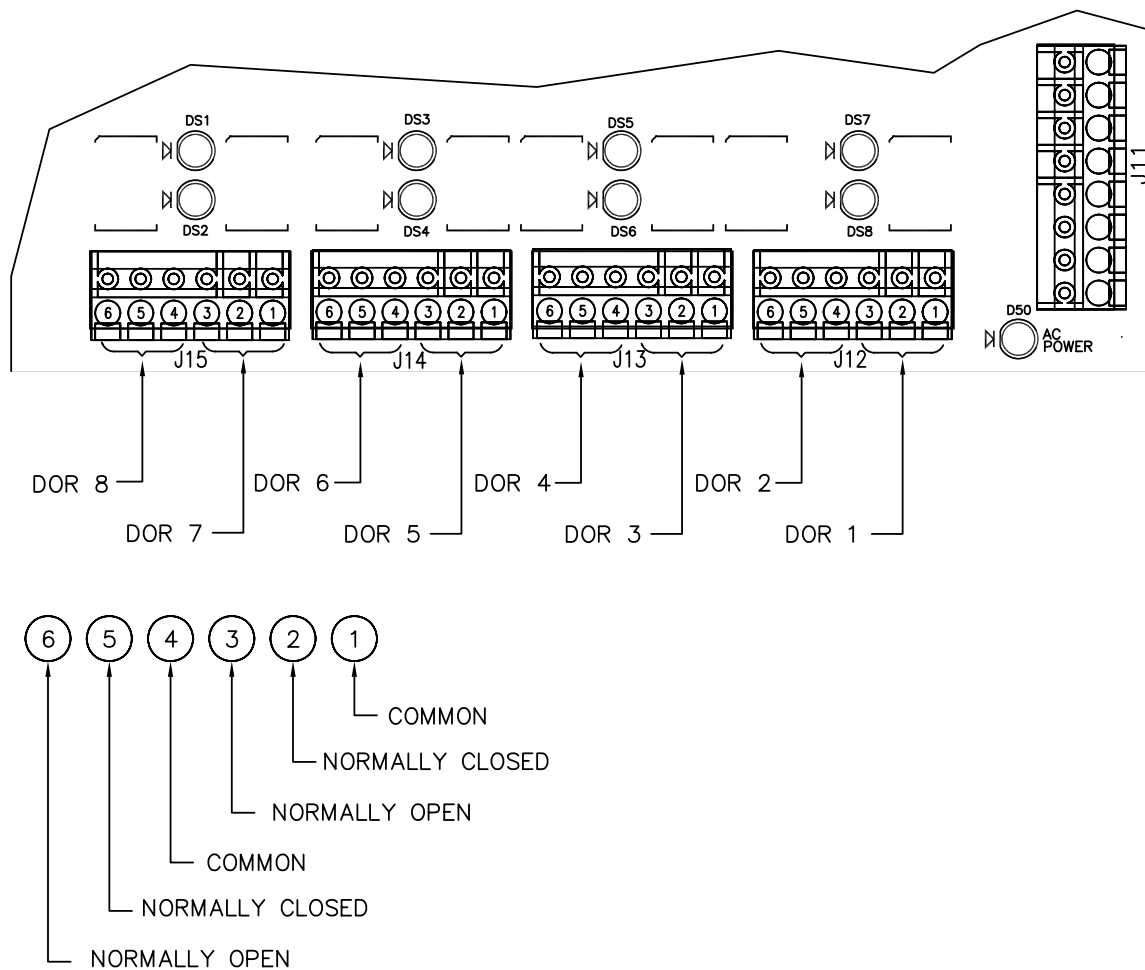 DS1 DS3 DS5 DS7
DS2 DS4 DS6 DS8
J11
6 5 4 3 2 1 6 5 4 3 2 1 6 5 4 3 2 1 6 5 4 3 2 1
D50
AC
POWER
J15 J14 J13 J12
DOR 8 DOR 6 DOR 4 DOR 2
DOR 7 DOR 5 DOR 3 DOR 1
6 5 4 3 2 1
COMMON
NORMALLY CLOSED
NORMALLY OPEN
COMMON
NORMALLY CLOSED
NORMALLY OPEN